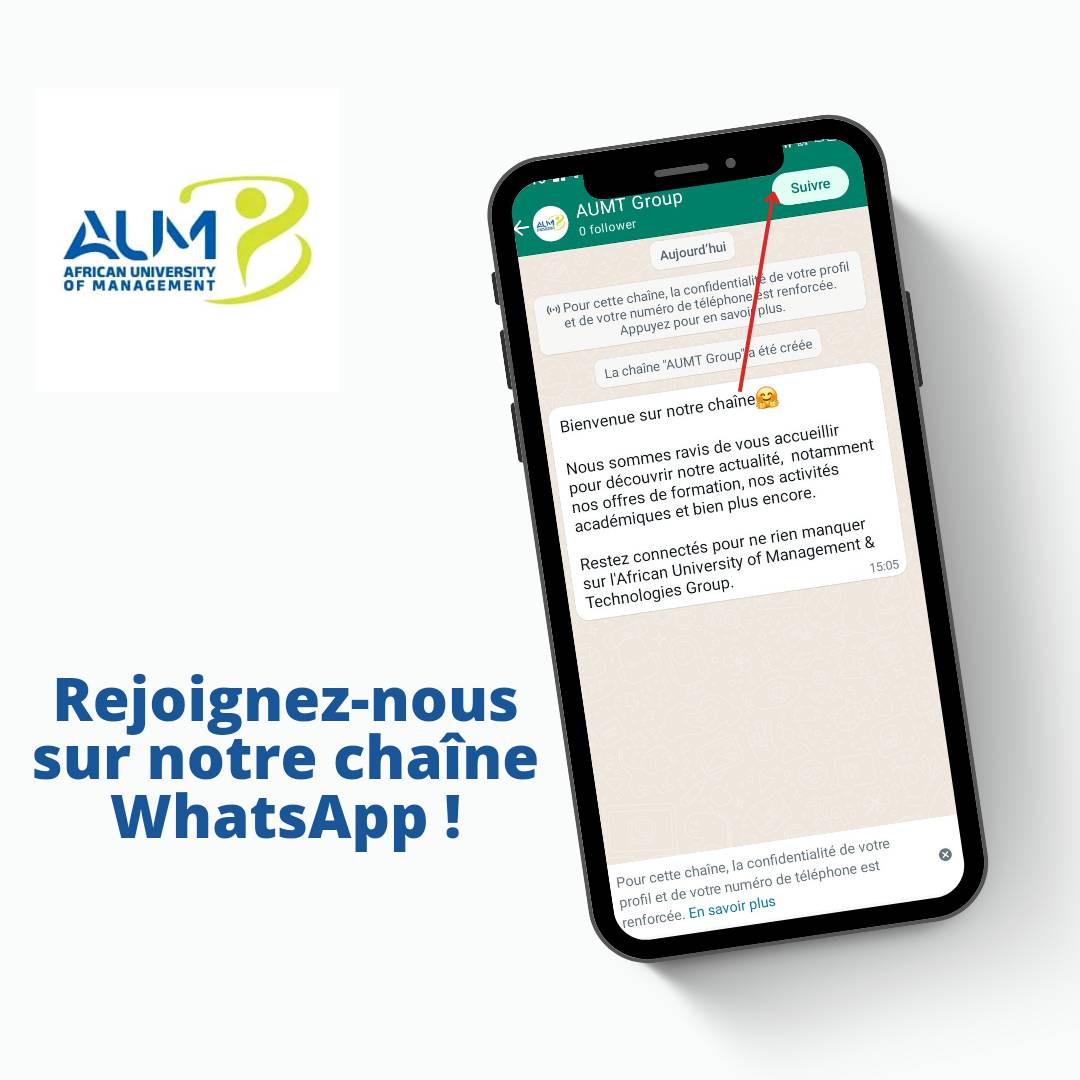 AUM
AFRICAN UNIVERSITY
OF MANAGEMENT
AUMT Group
0 follower
Suivre
Aujourd'hui
Pour cette chaîne, la confidentialité de votre profil
et de votre numéro de téléphone est renforcée.
Appuyez pour en savoir plus.
La chaîne "AUMT Group" a été créée
Bienvenue sur notre chaîne🤗
Nous sommes ravis de vous accueillir
pour découvrir notre actualité, notamment
nos offres de formation, nos activités
académiques et bien plus encore.
Restez connectés pour ne rien manquer
sur l'African University of Management &
Technologies Group.
15:05
Rejoignez-nous
sur notre chaîne
WhatsApp !
Pour cette chaîne, la confidentialité de votre
profil et de votre numéro de téléphone est
renforcée. En savoir plus